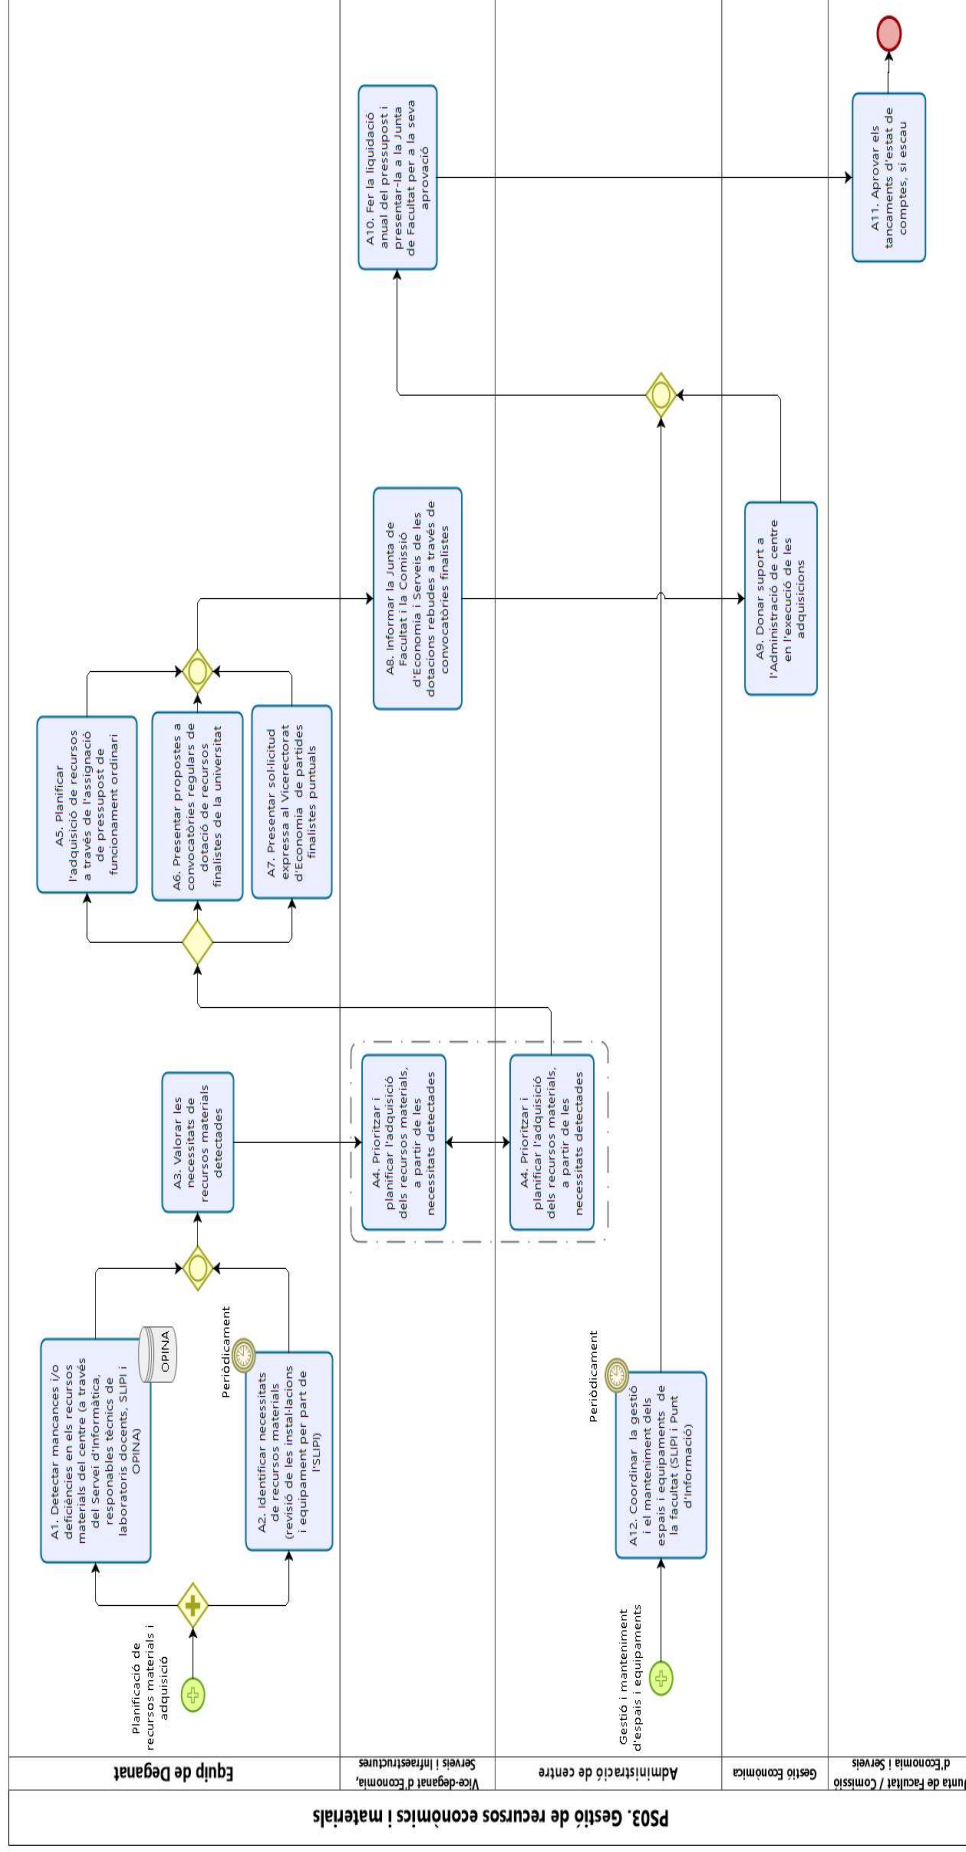 PS03. Gestió de recursos econòmics i materials
Equip de Deganat
Vice-deganat d'Economia,
Serveis i Infraestructures
Administració de centre
Gestió Econòmica
Junta de Facultat / Comissió
d'Economia i Serveis
Planificació de
recursos materials i
adquisició
A1. Detectar mancances i/o
deficiències en els recursos
materials del centre (a través
del Servei d'Informàtica,
responsables tècnics de
laboratoris docents, SLIPI i
OPINA)
OPINA
Periòdicament
A2. Identificar necessitats
de recursos materials
(revisió de les instal·lacions
i equipament per part de
l'SLIPI)
A3. Valorar les
necessitats de
recursos materials
detectades
A4. Prioritzar i
planificar l'adquisició
dels recursos materials,
a partir de les
necessitats detectades
A4. Prioritzar i
planificar l'adquisició
dels recursos materials,
a partir de les
necessitats detectades
A5. Planificar
l'adquisició de recursos
a través de l'assignació
de pressupost de
funcionament ordinari
A6. Presentar propostes a
convocatòries regulars de
dotació de recursos
finalistes de la universitat
A7. Presentar sol·licitud
expressa al Vicerectorat
d'Economia de partides
finalistes puntuals
A8. Informar la Junta de
Facultat i la Comissió
d'Economia i Serveis de les
dotacions rebudes a través de
convocatòries finalistes
A9. Donar suport a
l'Administració de centre
en l'execució de les
adquisicions
Gestió i manteniment
d'espais i equipaments
Periòdicament
A12. Coordinar la gestió
i el manteniment dels
espais i equipaments de
la facultat (SLIPI i Punt
d'Informació)
A10. Fer la liquidació
anual del pressupost i
presentar-la a la Junta
de Facultat per a la seva
aprovació
A11. Aprovar els
tancaments d'estat de
comptes, si escau